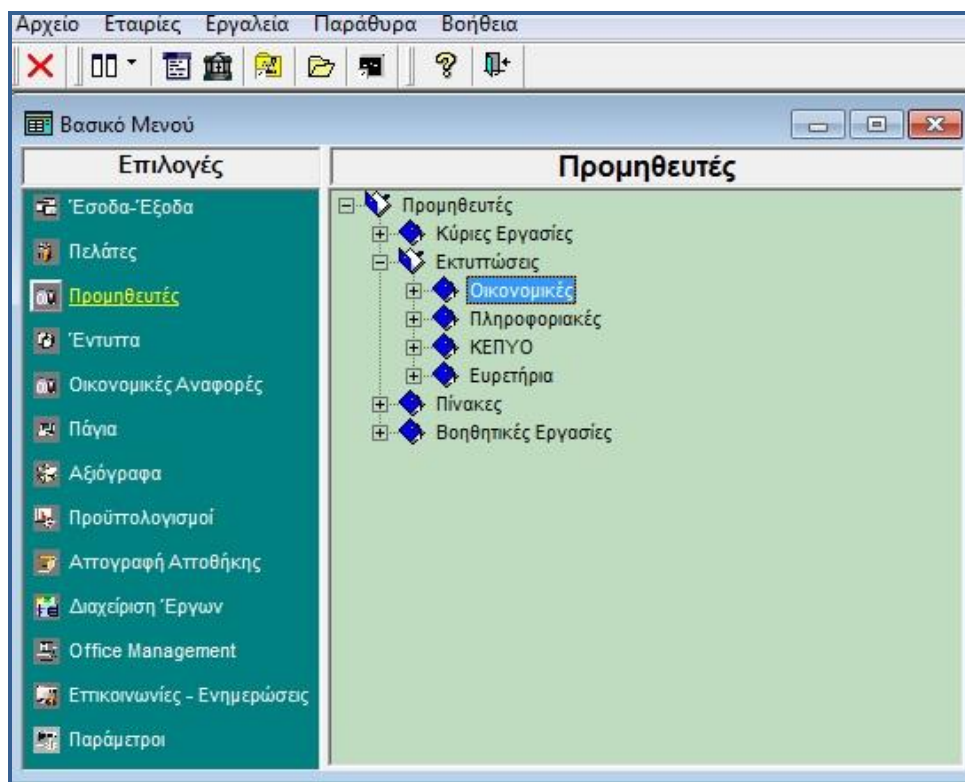 Αρχείο Εταιρίες Εργαλεία Παράθυρα Βοήθεια
Βασικό Μενού
Επιλογές
Έσοδα-Έξοδα
Πελάτες
Προμηθευτές
Έντυπα
Οικονομικές Αναφορές
Πάγια
Αξιόγραφα
Προϋπολογισμοί
Απογραφή Αποθήκης
Διαχείριση Έργων
Office Management
Επικοινωνίες - Ενημερώσεις
Παράμετροι
Προμηθευτές
Προμηθευτές
Κύριες Εργασίες
Εκτυπώσεις
Οικονομικές
Πληροφοριακές
ΚΕΠΥΟ
Ευρετήρια
Πίνακες
Βοηθητικές Εργασίες